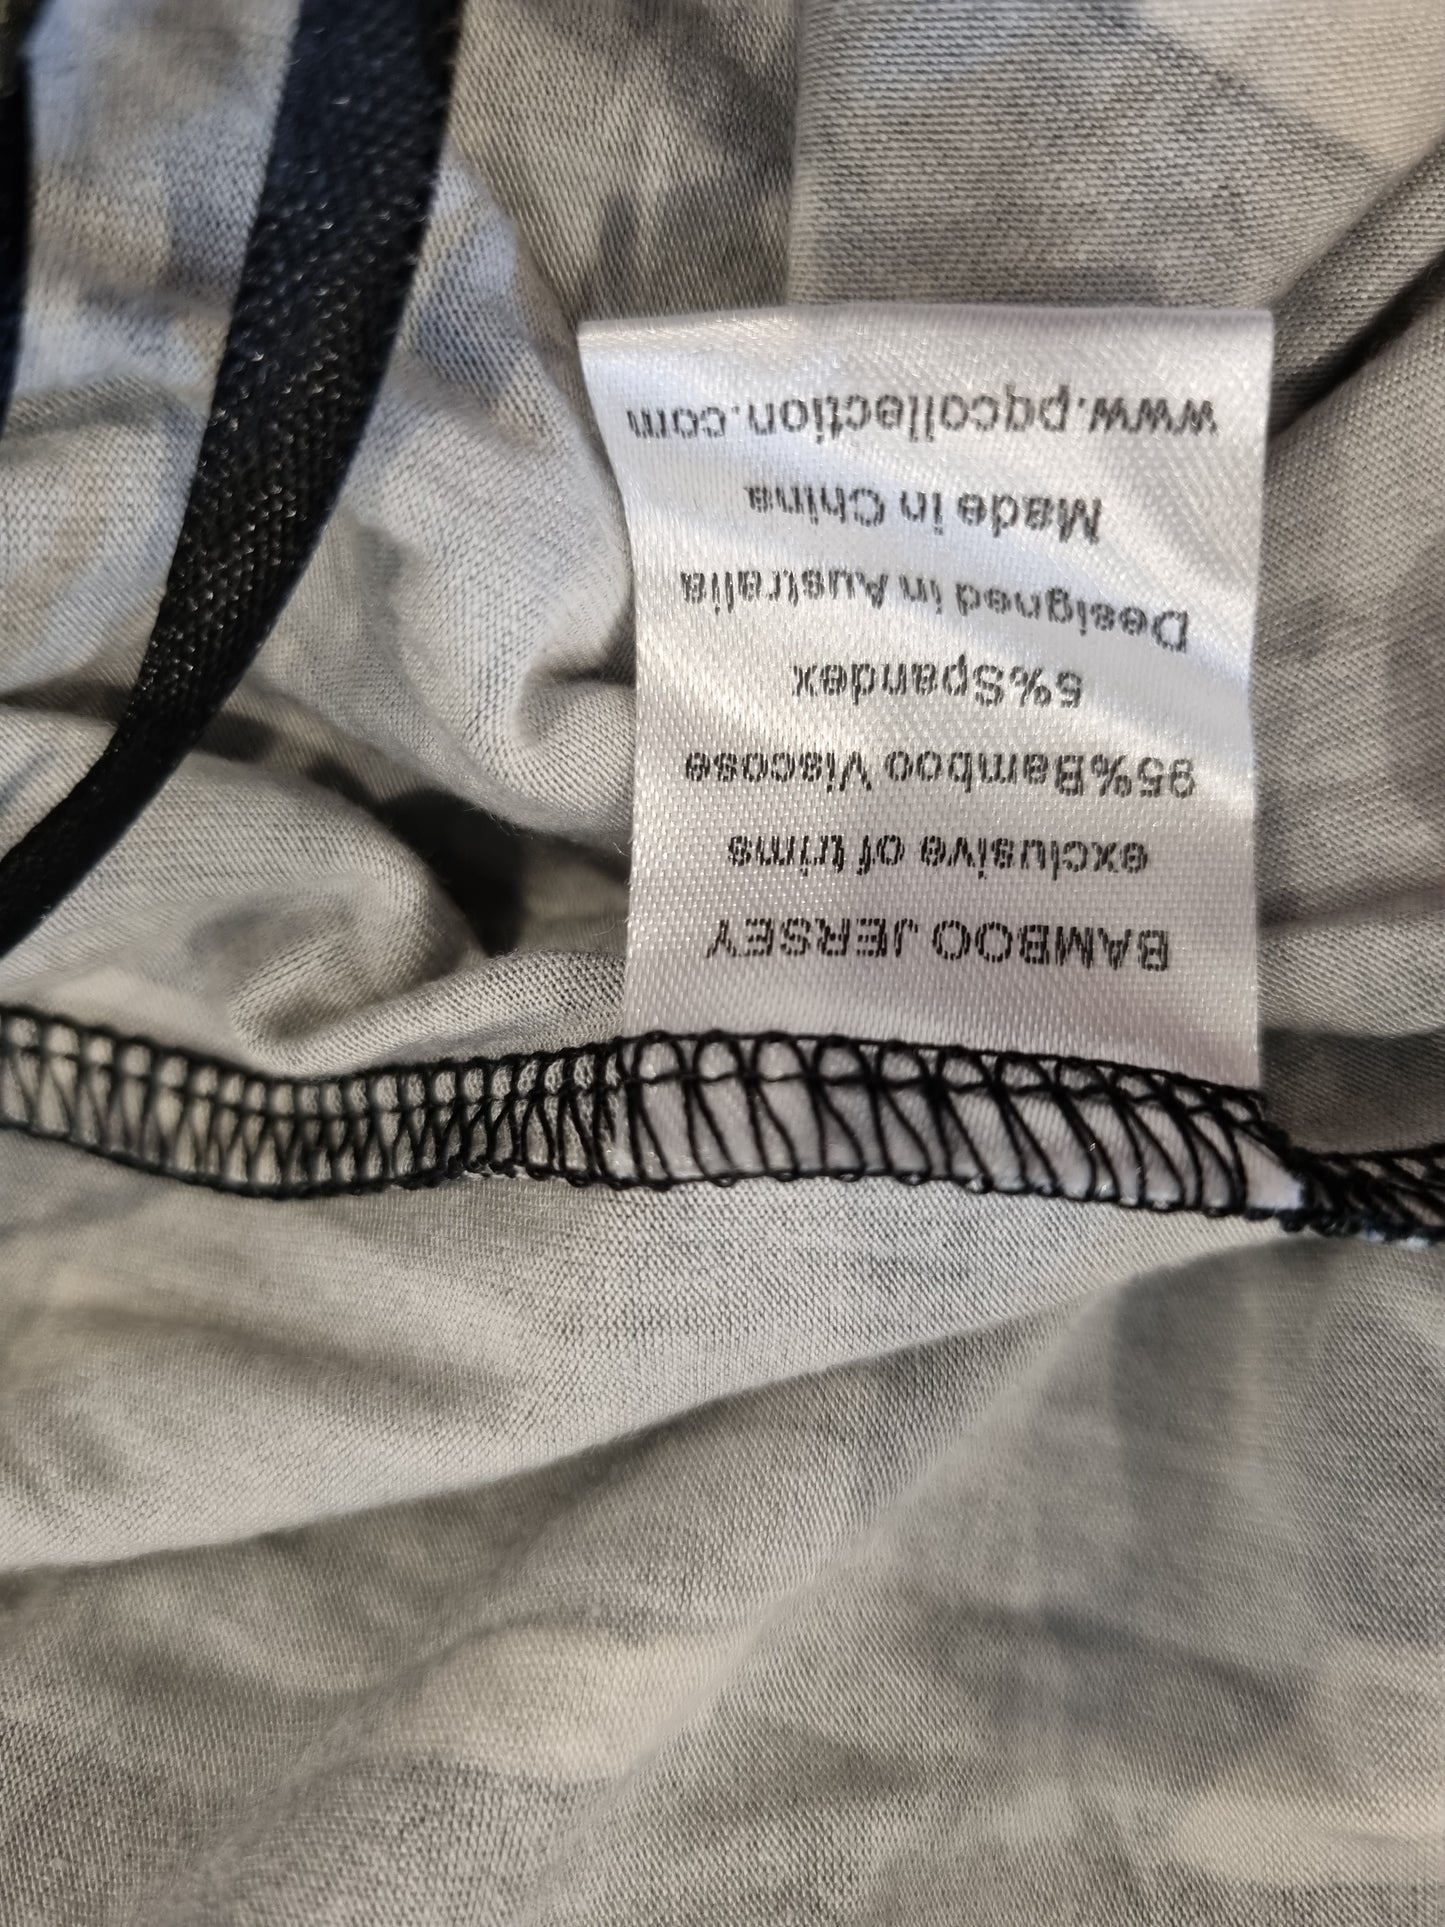 BAMBOO JERSEY
exclusive of trims
95%Bamboo Viscose
5%Spandex
Designed in Australia
Made in China
www.pqcollection.com